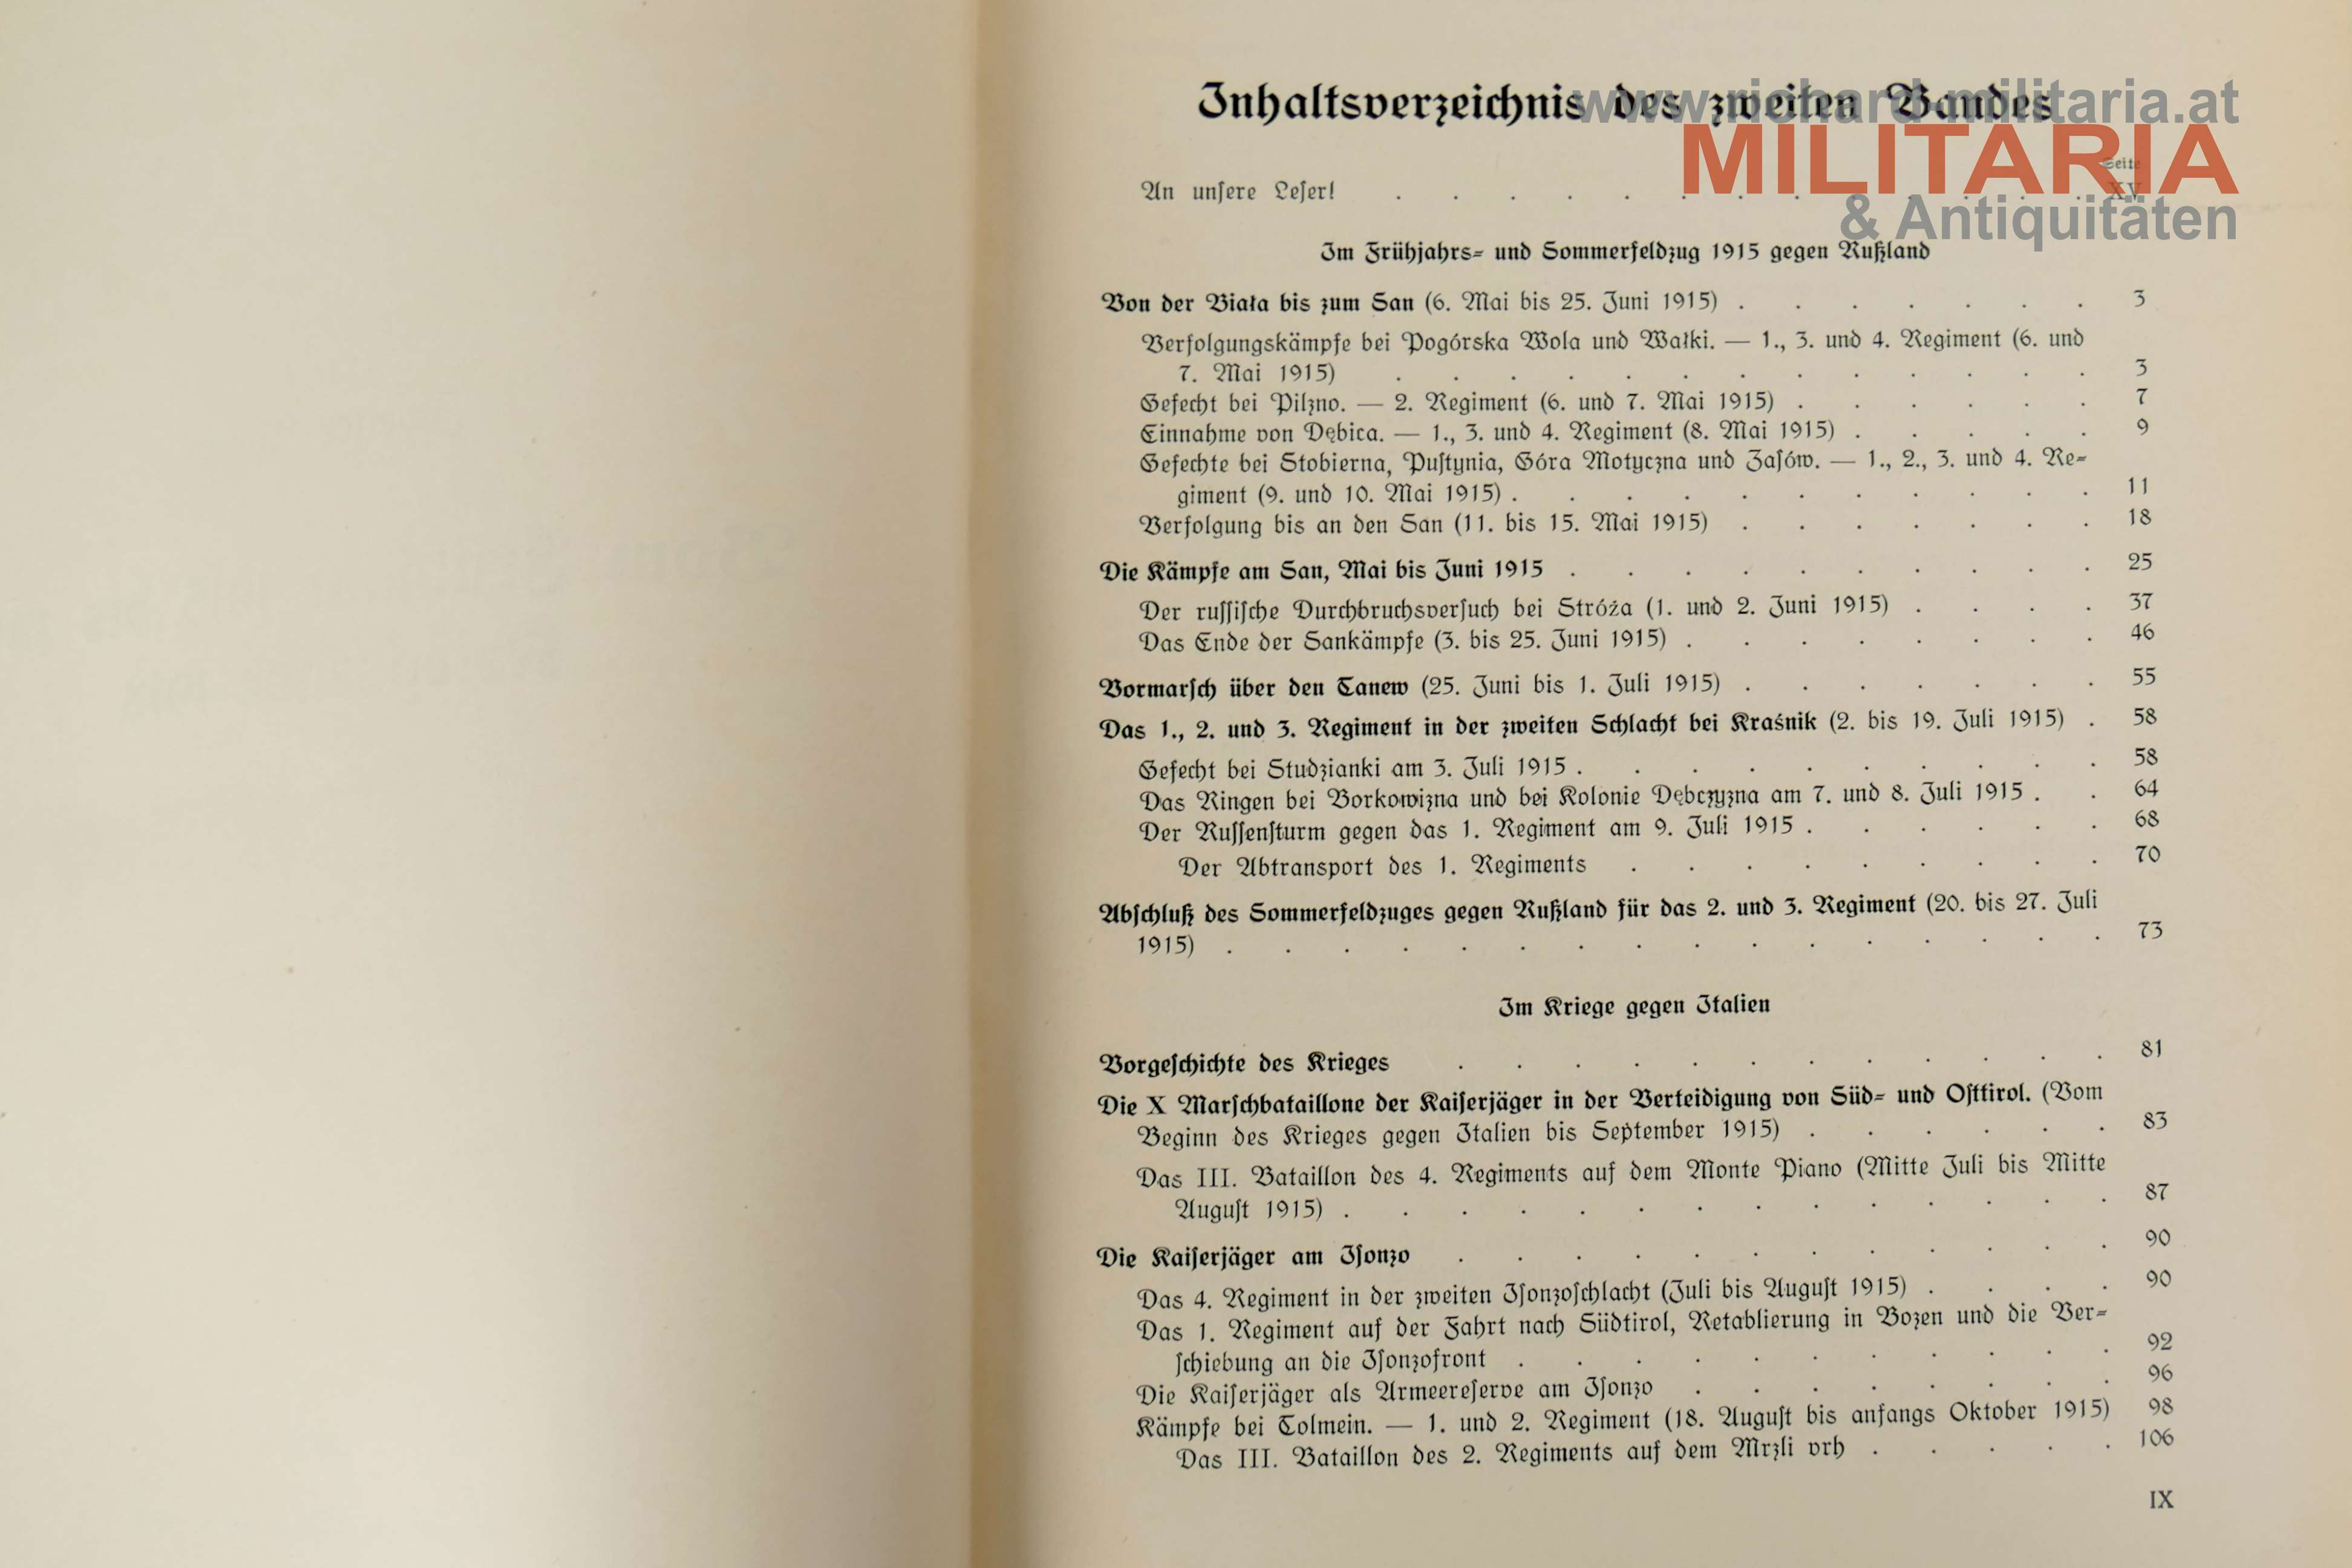 Inhaltsverzeichnis des zweiten Bandes
www.richard-militaria.at
MILITARIA
& Antiquitäten
Seite
An unsere Leser! . . . . . . . . . . . . . XV
Im Frühjahrs- und Sommerfeldzug 1915 gegen Rußland
Von der Biała bis zum San (6. Mai bis 25. Juni 1915) . . . . . . . 3
Verfolgungskämpfe bei Pogórska Wola und Wałki. — 1., 3. und 4. Regiment (6. und
7. Mai 1915) . . . . . . . . . . . . . 3
Gefecht bei Pilzno. — 2. Regiment (6. und 7. Mai 1915) . . . . . . 7
Einnahme von Dębica. — 1., 3. und 4. Regiment (8. Mai 1915) . . . . . 9
Gefechte bei Stobierna, Pustynia, Góra Motyczna und Zasów. — 1., 2., 3. und 4. Re-
giment (9. und 10. Mai 1915) . . . . . . . . . . . 11
Verfolgung bis an den San (11. bis 15. Mai 1915) . . . . . . . 18
Die Kämpfe am San, Mai bis Juni 1915 . . . . . . . . . . 25
Der russische Durchbruchsversuch bei Stróża (1. und 2. Juni 1915) . . . . 37
Das Ende der Sankämpfe (3. bis 25. Juni 1915) . . . . . . . . 46
Vormarsch über den Tanew (25. Juni bis 1. Juli 1915) . . . . . . . 55
Das 1., 2. und 3. Regiment in der zweiten Schlacht bei Kraśnik (2. bis 19. Juli 1915) . 58
Gefecht bei Studzianki am 3. Juli 1915 . . . . . . . . . . 58
Das Ringen bei Borkowizna und bei Kolonie Dębczyzna am 7. und 8. Juli 1915 . . 64
Der Russensturm gegen das 1. Regiment am 9. Juli 1915 . . . . . . 68
Der Abtransport des 1. Regiments . . . . . . . . . 70
Abschluß des Sommerfeldzuges gegen Rußland für das 2. und 3. Regiment (20. bis 27. Juli
1915) . . . . . . . . . . . . . . . . 73
Im Kriege gegen Italien
Vorgeschichte des Krieges . . . . . . . . . . . . 81
Die X Marschbataillone der Kaiserjäger in der Verteidigung von Süd- und Osttirol. (Vom
Beginn des Krieges gegen Italien bis September 1915) . . . . . . 83
Das III. Bataillon des 4. Regiments auf dem Monte Piano (Mitte Juli bis Mitte
August 1915) . . . . . . . . . . . . . . 87
Die Kaiserjäger am Isonzo . . . . . . . . . . . . 90
Das 4. Regiment in der zweiten Isonzoschlacht (Juli bis August 1915) . . . . 90
Das 1. Regiment auf der Fahrt nach Südtirol, Retablierung in Bozen und die Ver-
schiebung an die Isonzofront . . . . . . . . . . . 92
Die Kaiserjäger als Armeereserve am Isonzo . . . . . . . . 96
Kämpfe bei Tolmein. — 1. und 2. Regiment (18. August bis anfangs Oktober 1915) 98
Das III. Bataillon des 2. Regiments auf dem Mrzli vrh . . . . . 106
IX